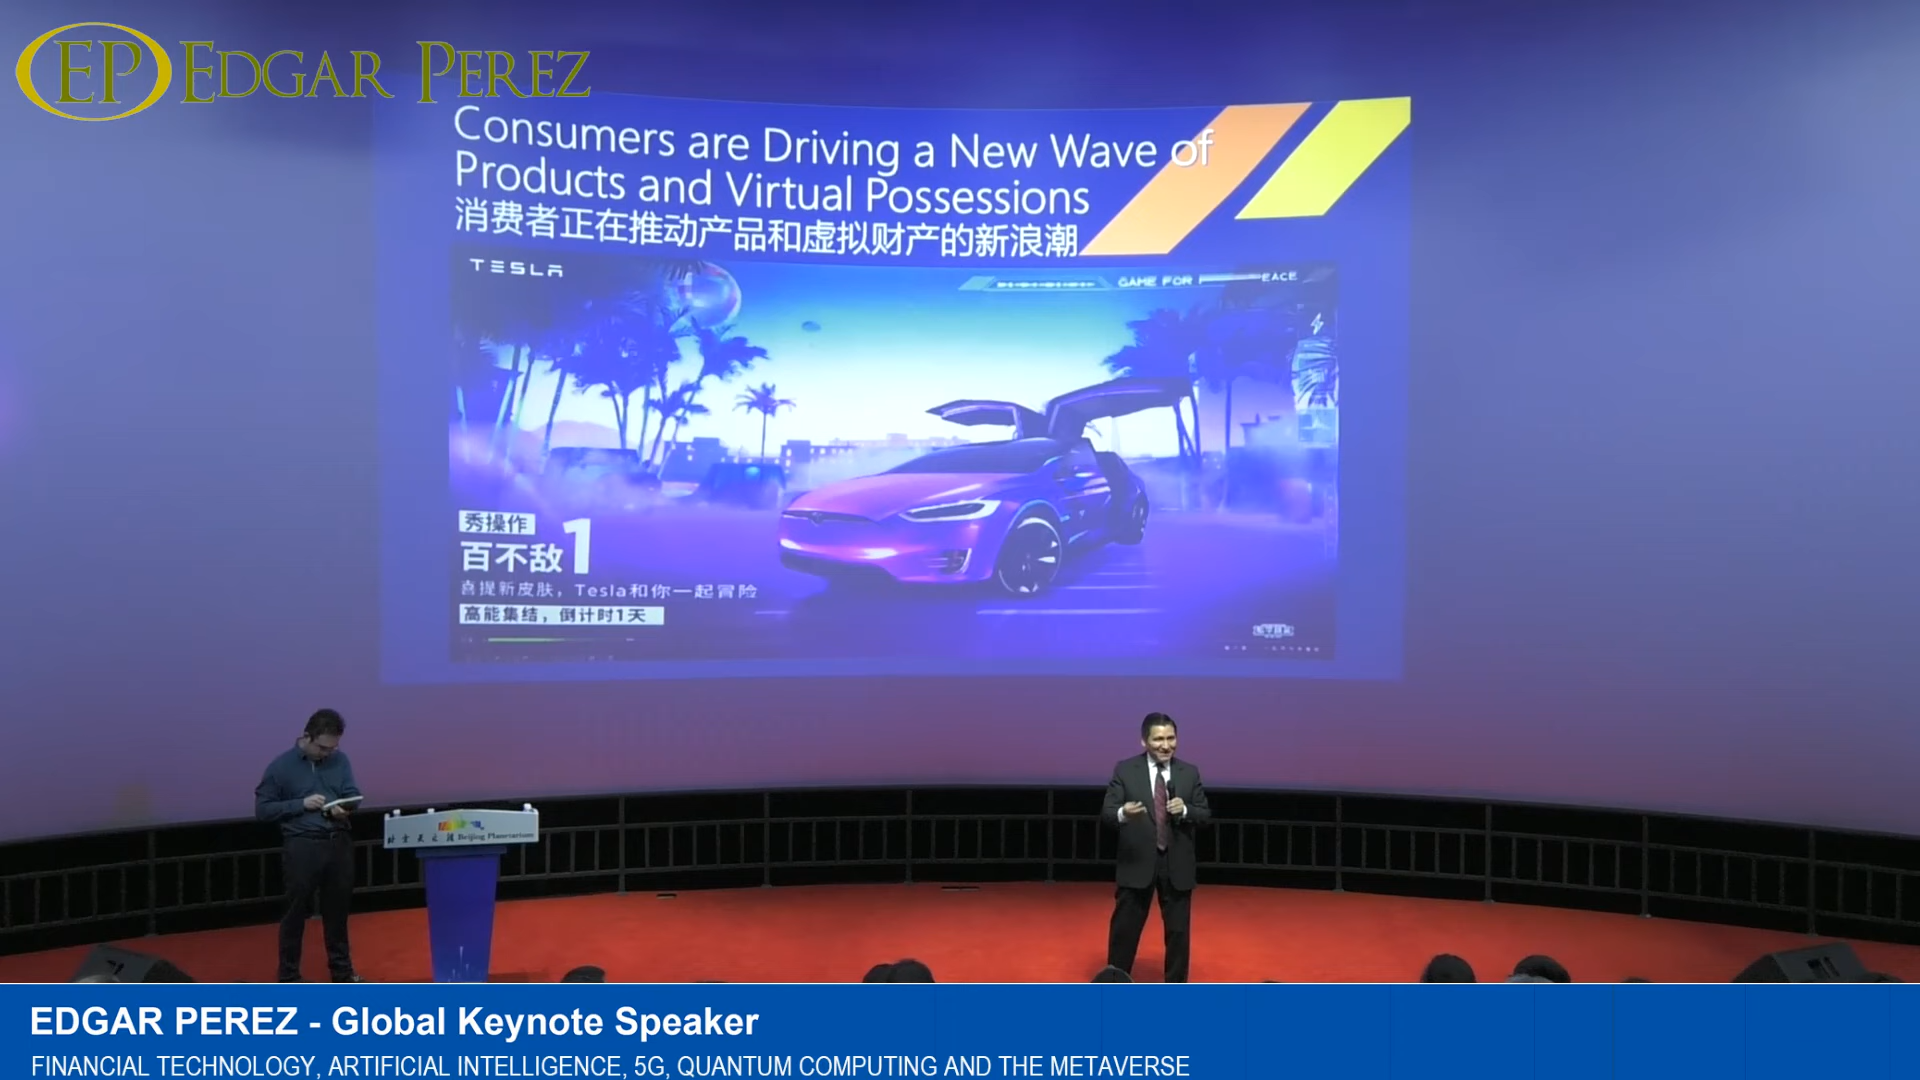 EP EDGAR PEREZ
Consumers are Driving a New Wave of
Products and Virtual Possessions
消费者正在推动产品和虚拟财产的新浪潮
TESLA
GAME FOR PEACE
秀操作
百不敌1
喜提新皮肤，Tesla和你一起冒险
高能集结，倒计时1天
Beijing Planetarium
EDGAR PEREZ - Global Keynote Speaker
FINANCIAL TECHNOLOGY, ARTIFICIAL INTELLIGENCE, 5G, QUANTUM COMPUTING AND THE METAVERSE